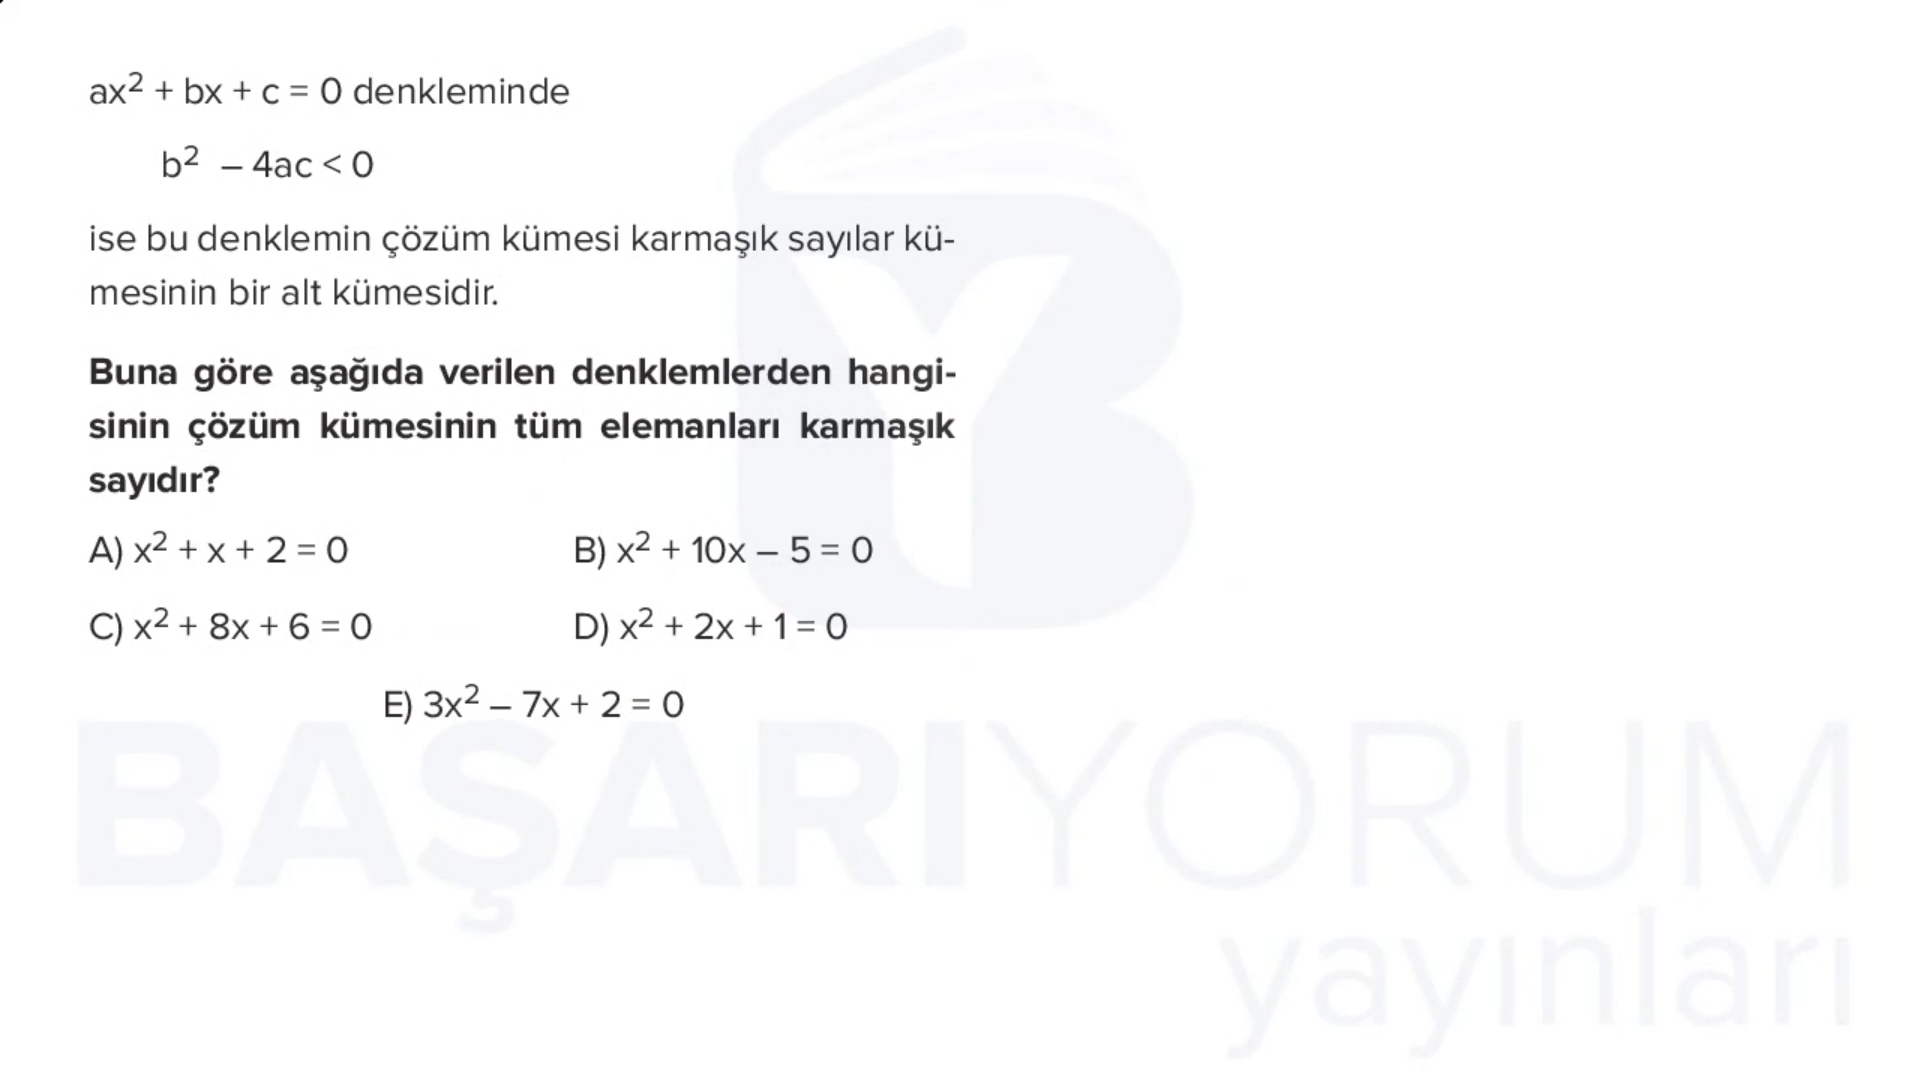 ax² + bx + c = 0 denkleminde
b² – 4ac < 0
ise bu denklemin çözüm kümesi karmaşık sayılar kü-
mesinin bir alt kümesidir.
Buna göre aşağıda verilen denklemlerden hangi-
sinin çözüm kümesinin tüm elemanları karmaşık
sayıdır?
A) x² + x + 2 = 0 B) x² + 10x – 5 = 0
C) x² + 8x + 6 = 0 D) x² + 2x + 1 = 0
E) 3x² – 7x + 2 = 0
BAŞARIYORUM
yayınları